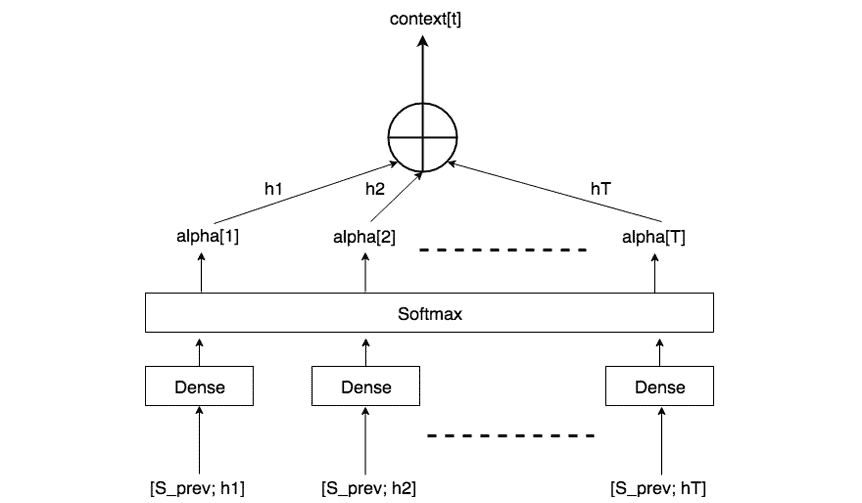 context[t]
h1
h2
hT
alpha[1]
alpha[2]
alpha[T]
Softmax
Dense
Dense
Dense
[S_prev; h1]
[S_prev; h2]
[S_prev; hT]